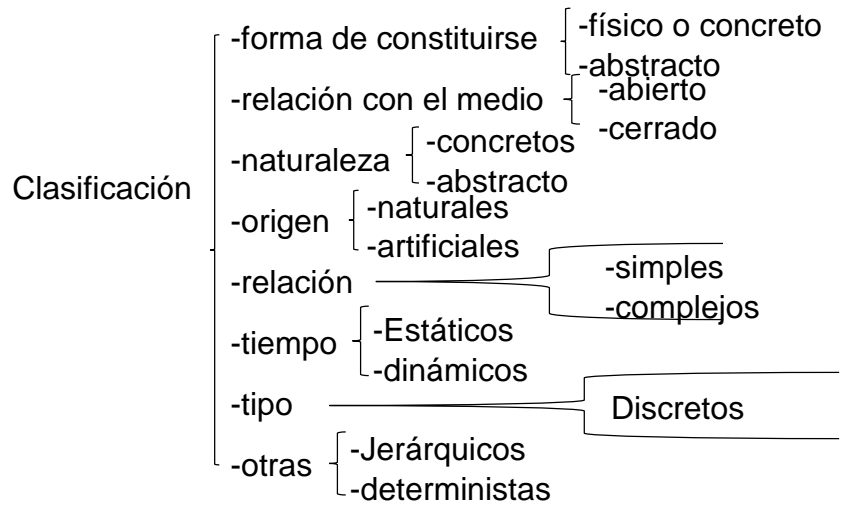 Clasificación
-forma de constituirse
-físico o concreto
-abstracto
-relación con el medio
-abierto
-cerrado
-naturaleza
-concretos
-abstracto
-origen
-naturales
-artificiales
-relación
-simples
-complejos
-tiempo
-Estáticos
-dinámicos
-tipo
Discretos
-otras
-Jerárquicos
-deterministas